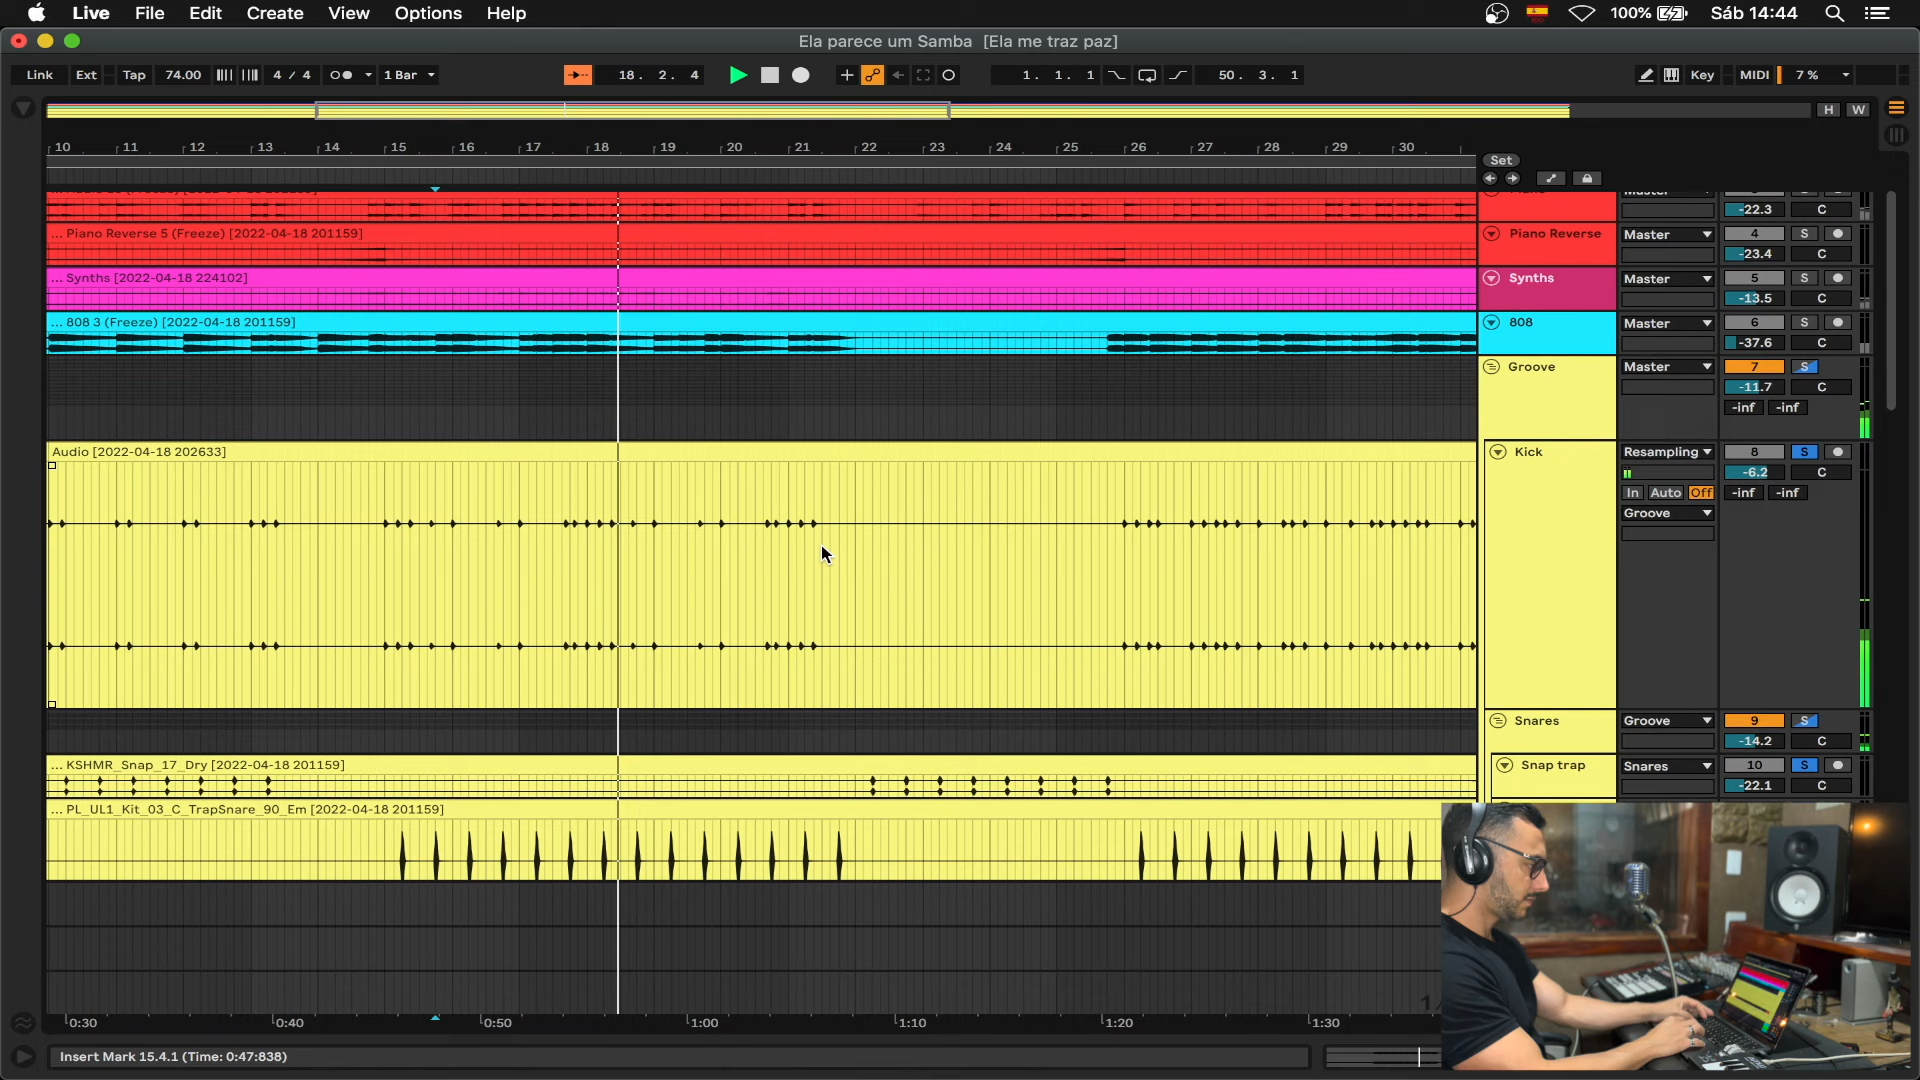 Live File Edit Create View Options Help 100% Sáb 14:44
Ela parece um Samba [Ela me traz paz]
Link Ext Tap 74.00 4 / 4 1 Bar 18. 2. 4 1. 1. 1 50. 3. 1 Key MIDI 7 %
H W
10 11 12 13 14 15 16 17 18 19 20 21 22 23 24 25 26 27 28 29 30
Set
-22.3 C
... Piano Reverse 5 (Freeze) [2022-04-18 201159] Piano Reverse Master 4 S
-23.4 C
... Synths [2022-04-18 224102] Synths Master 5 S
-13.5 C
... 808 3 (Freeze) [2022-04-18 201159] 808 Master 6 S
-37.6 C
Groove Master 7 S
-11.7 C
-inf -inf
Audio [2022-04-18 202633] Kick Resampling 8 S
-6.2 C
In Auto Off -inf -inf
Groove
Snares Groove 9 S
-14.2 C
... KSHMR_Snap_17_Dry [2022-04-18 201159] Snap trap Snares 10 S
-22.1 C
... PL_UL1_Kit_03_C_TrapSnare_90_Em [2022-04-18 201159]
0:30 0:40 0:50 1:00 1:10 1:20 1:30
Insert Mark 15.4.1 (Time: 0:47:838)